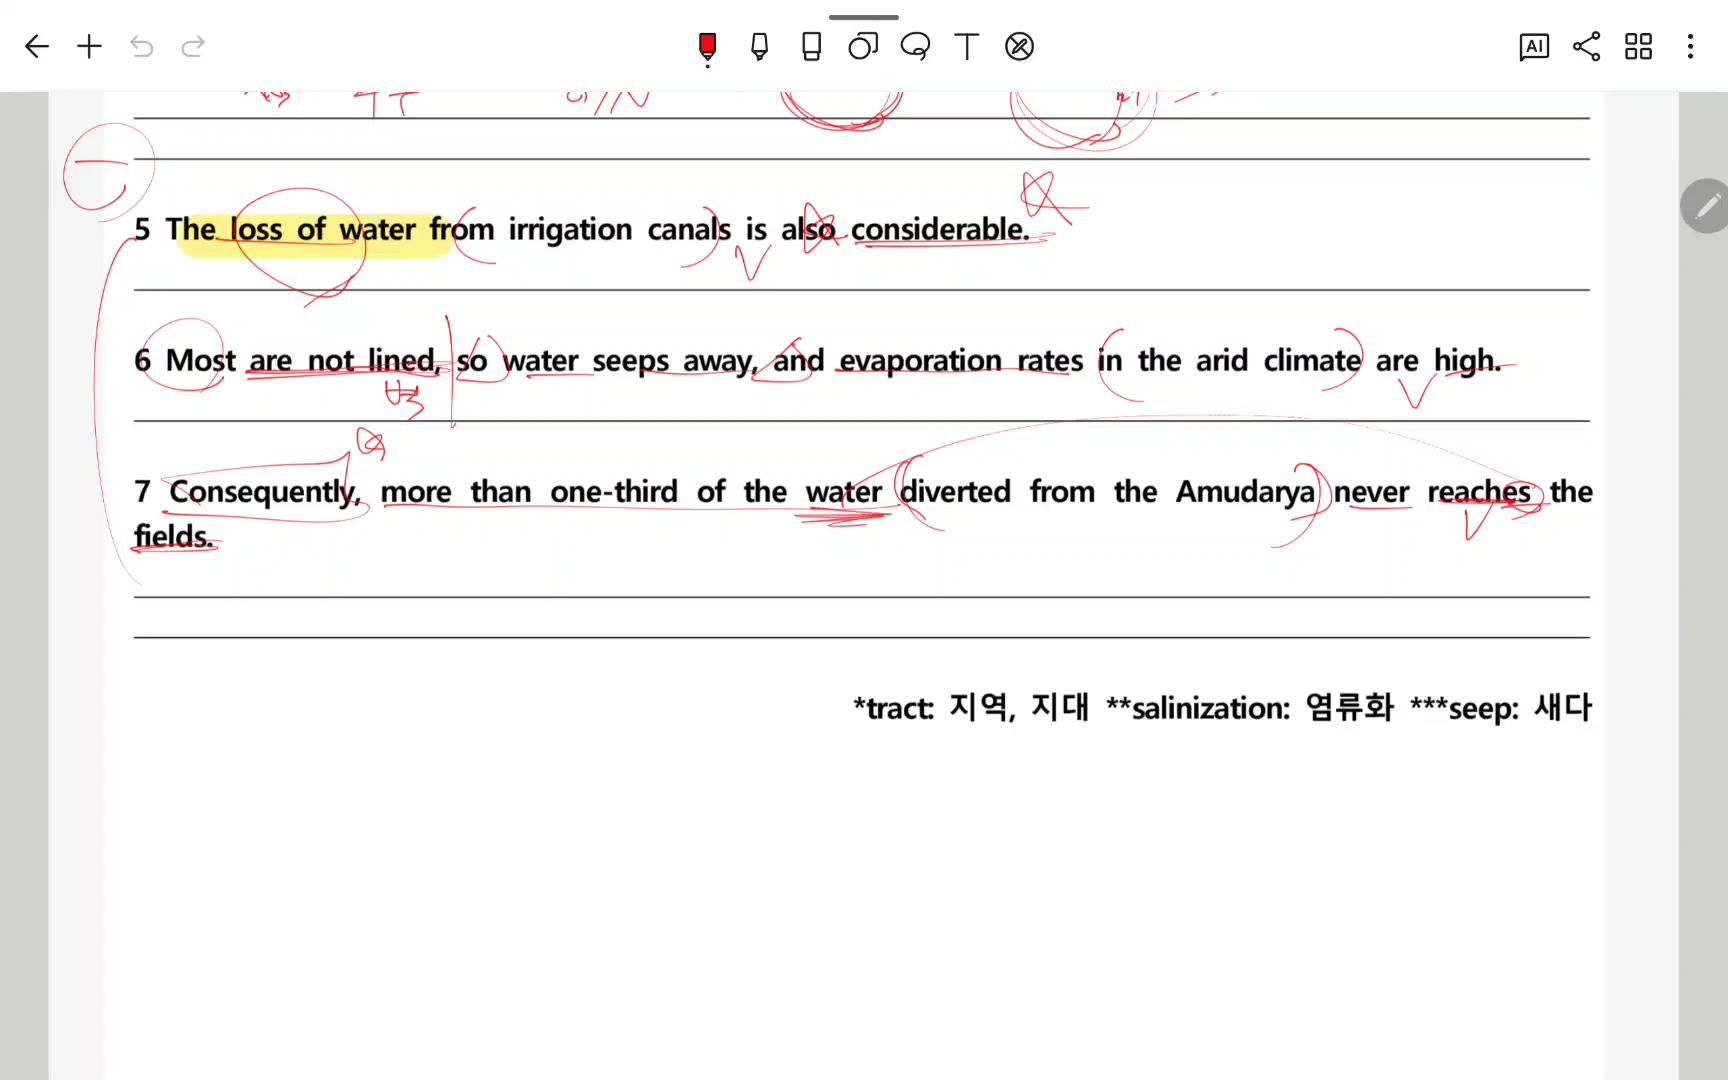 AI
5 The loss of water from irrigation canals is also considerable.
6 Most are not lined, so water seeps away, and evaporation rates in the arid climate are high.
벽
7 Consequently, more than one-third of the water diverted from the Amudarya never reaches the
fields.
*tract: 지역, 지대 **salinization: 염류화 ***seep: 새다